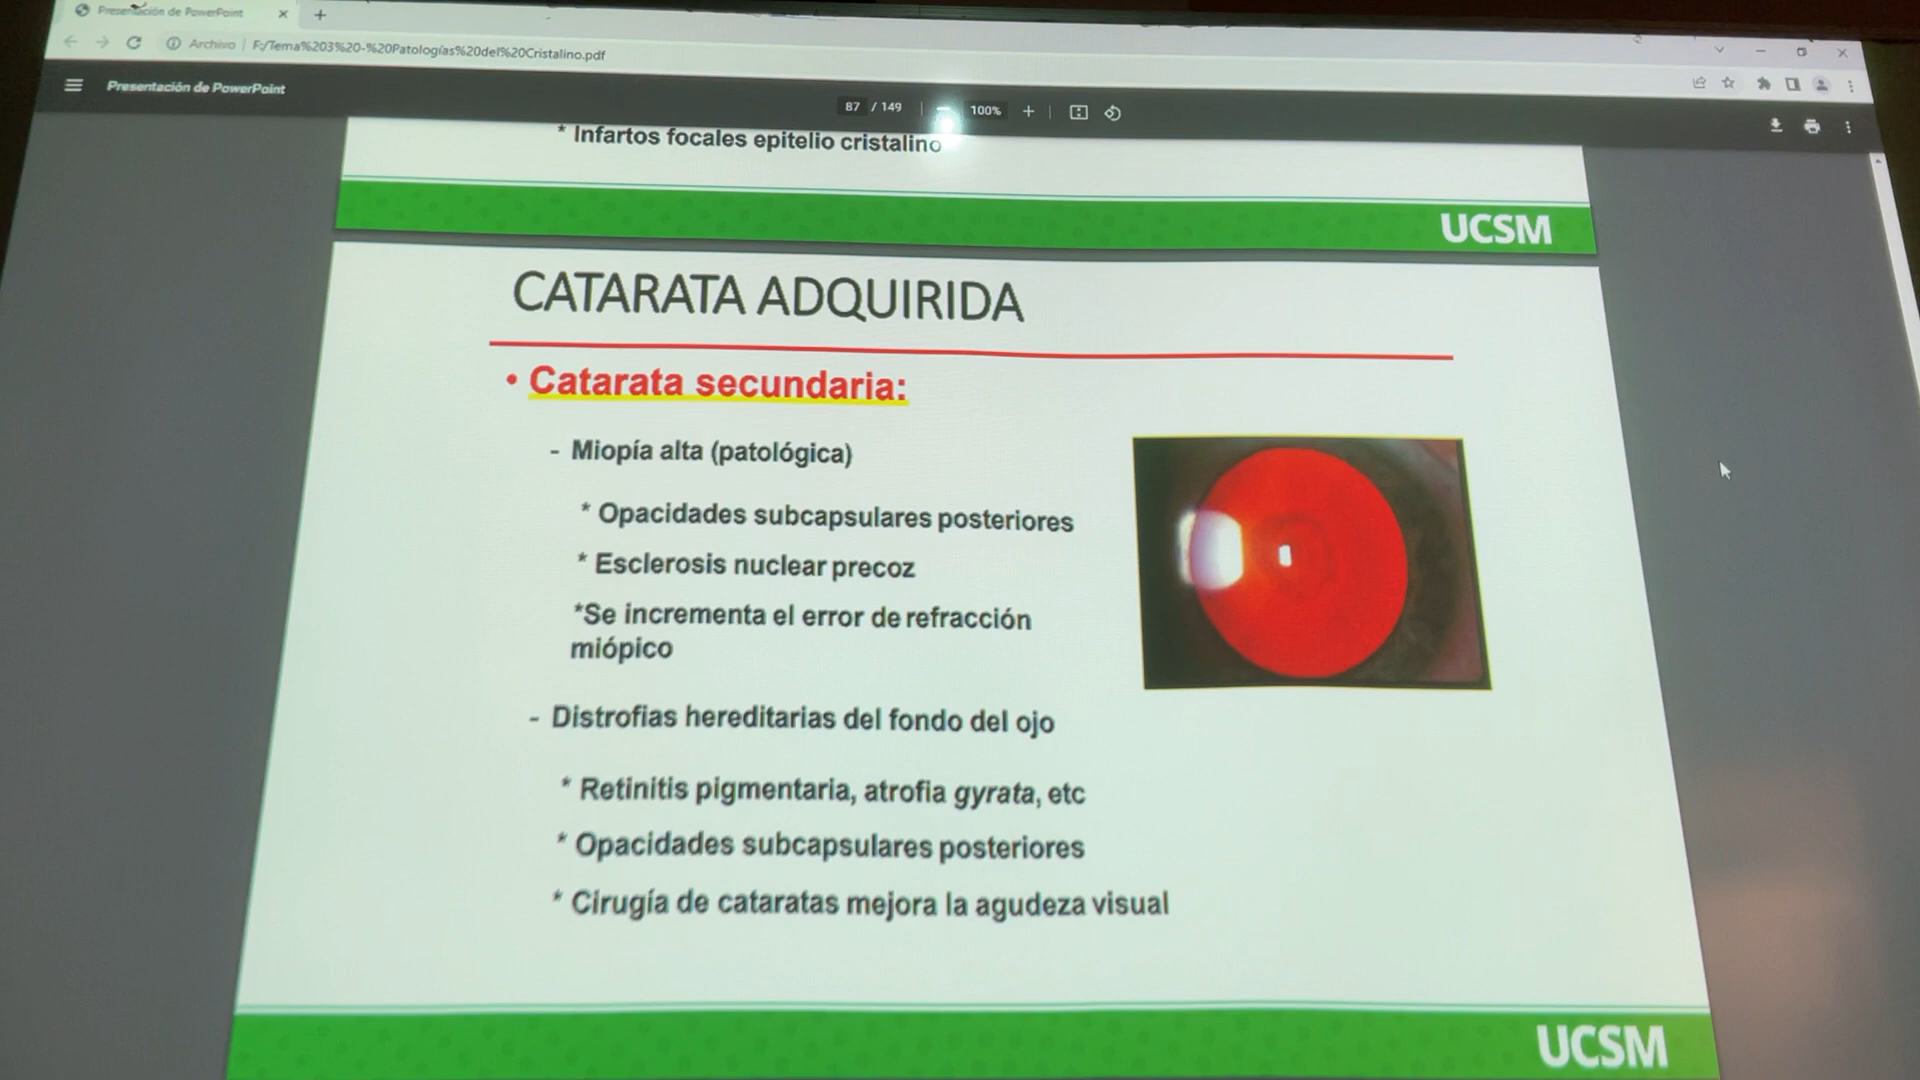 Presentación de PowerPoint
Archivo | F:/Tema%203%20-%20Patologías%20del%20Cristalino.pdf
Presentación de PowerPoint
87 / 149
100%
* Infartos focales epitelio cristalino
UCSM
CATARATA ADQUIRIDA
• Catarata secundaria:
- Miopía alta (patológica)
* Opacidades subcapsulares posteriores
* Esclerosis nuclear precoz
*Se incrementa el error de refracción
miópico
- Distrofias hereditarias del fondo del ojo
* Retinitis pigmentaria, atrofia gyrata, etc
* Opacidades subcapsulares posteriores
* Cirugía de cataratas mejora la agudeza visual
UCSM